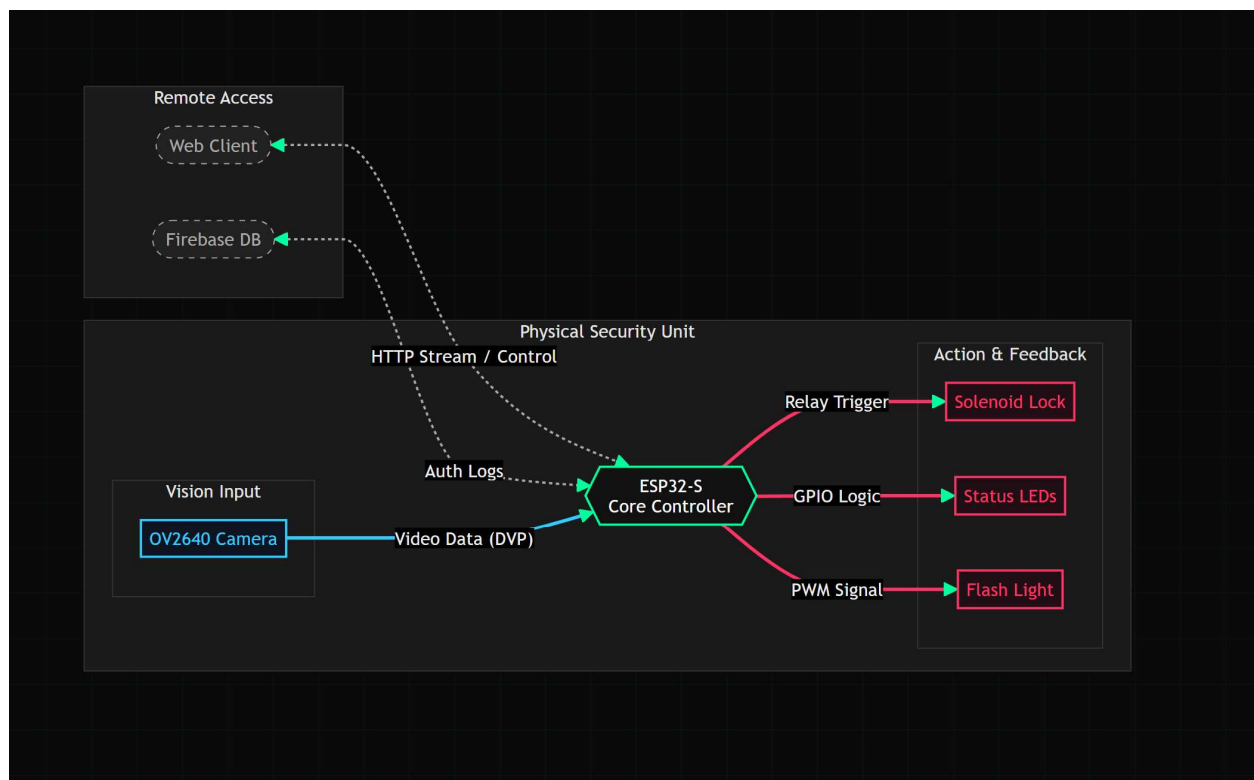 Remote Access
Web Client
Firebase DB
Physical Security Unit
HTTP Stream / Control
Action & Feedback
Relay Trigger
Solenoid Lock
Auth Logs
ESP32-S
Core Controller
GPIO Logic
Status LEDs
Vision Input
OV2640 Camera
Video Data (DVP)
PWM Signal
Flash Light